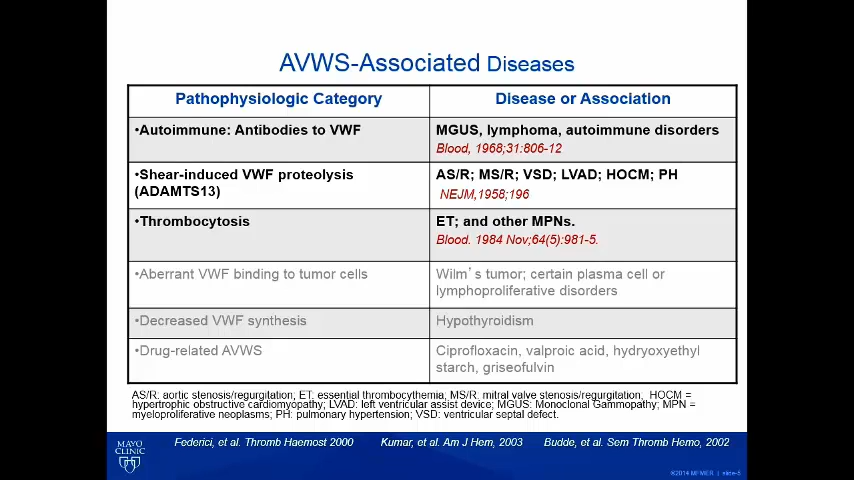 AVWS-Associated Diseases
Pathophysiologic Category
Disease or Association
•Autoimmune: Antibodies to VWF
MGUS, lymphoma, autoimmune disorders
Blood, 1968;31:806-12
•Shear-induced VWF proteolysis
(ADAMTS13)
AS/R; MS/R; VSD; LVAD; HOCM; PH
NEJM,1958;196
•Thrombocytosis
ET; and other MPNs.
Blood. 1984 Nov;64(5):981-5.
•Aberrant VWF binding to tumor cells
Wilm's tumor; certain plasma cell or
lymphoproliferative disorders
•Decreased VWF synthesis
Hypothyroidism
•Drug-related AVWS
Ciprofloxacin, valproic acid, hydryoxyethyl
starch, griseofulvin
AS/R: aortic stenosis/regurgitation; ET: essential thrombocythemia; MS/R: mitral valve stenosis/regurgitation; HOCM =
hypertrophic obstructive cardiomyopathy; LVAD: left ventricular assist device; MGUS: Monoclonal Gammopathy; MPN =
myeloproliferative neoplasms; PH: pulmonary hypertension; VSD: ventricular septal defect.
Federici, et al. Thromb Haemost 2000 Kumar, et al. Am J Hem, 2003 Budde, et al. Sem Thromb Hemo, 2002
MAYO
CLINIC
©2014 MFMER | slide-5